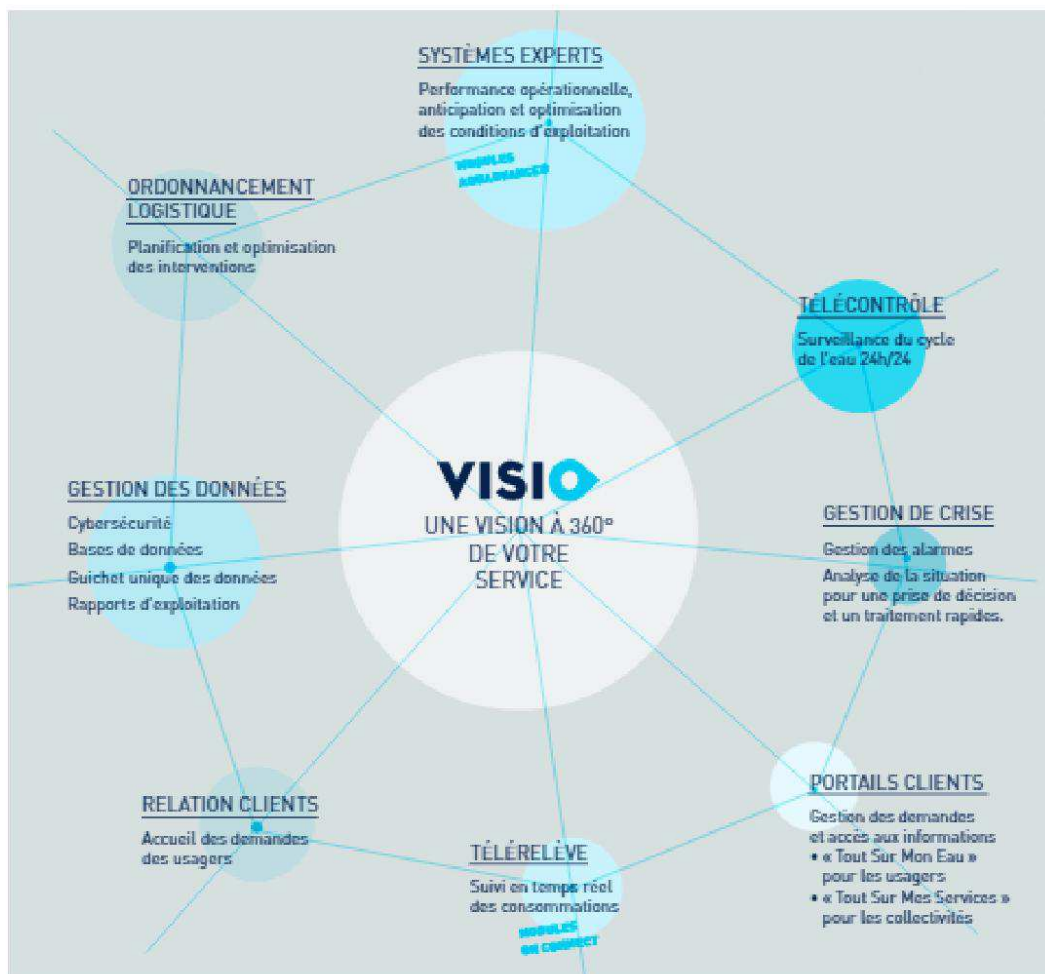 SYSTÈMES EXPERTS
Performance opérationnelle,
anticipation et optimisation
des conditions d'exploitation
MODULES
AQUADVANCED
ORDONNANCEMENT
LOGISTIQUE
Planification et optimisation
des interventions
TÉLÉCONTRÔLE
Surveillance du cycle
de l'eau 24h/24
VISIO
UNE VISION À 360°
DE VOTRE
SERVICE
GESTION DES DONNÉES
Cybersécurité
Bases de données
Guichet unique des données
Rapports d'exploitation
GESTION DE CRISE
Gestion des alarmes
Analyse de la situation
pour une prise de décision
et un traitement rapides.
RELATION CLIENTS
Accueil des demandes
des usagers
TÉLÉRELÈVE
Suivi en temps réel
des consommations
MODULES
ON CONNECT
PORTAILS CLIENTS
Gestion des demandes
et accès aux informations
• « Tout Sur Mon Eau »
pour les usagers
• « Tout Sur Mes Services »
pour les collectivités